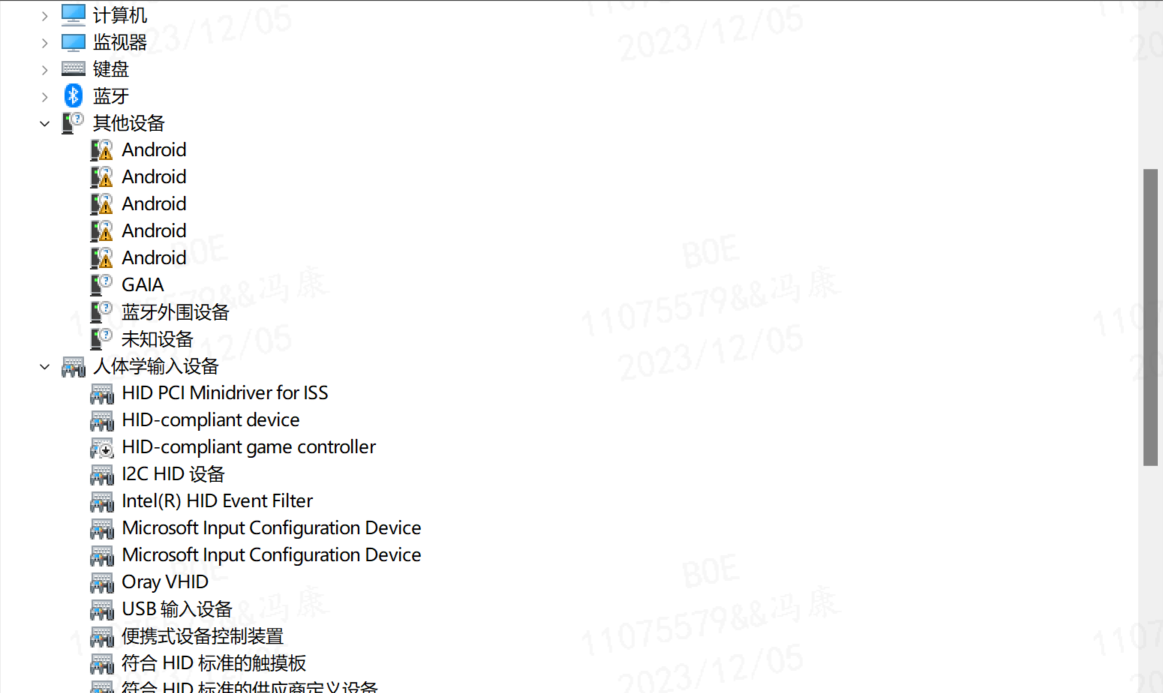 计算机
监视器
键盘
蓝牙
其他设备
Android
Android
Android
Android
Android
GAIA
蓝牙外围设备
未知设备
人体学输入设备
HID PCI Minidriver for ISS
HID-compliant device
HID-compliant game controller
I2C HID 设备
Intel(R) HID Event Filter
Microsoft Input Configuration Device
Microsoft Input Configuration Device
Oray VHID
USB 输入设备
便携式设备控制装置
符合 HID 标准的触摸板
符合 HID 标准的供应商定义设备
2023/12/05
BOE
11075579&&冯康
2023/12/05
BOE
11075579&&冯康
2023/12/05